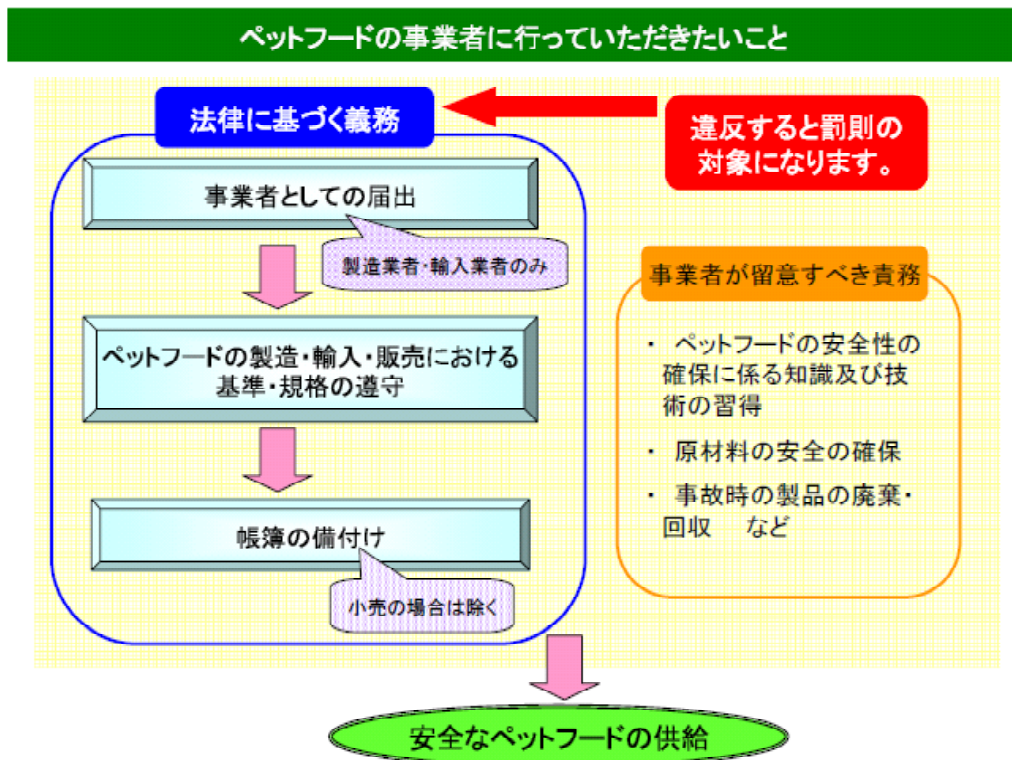 ペットフードの事業者に行っていただきたいこと
法律に基づく義務
違反すると罰則の
対象になります。
事業者としての届出
製造業者・輸入業者のみ
ペットフードの製造・輸入・販売における
基準・規格の遵守
帳簿の備付け
小売の場合は除く
事業者が留意すべき責務
・ ペットフードの安全性の
確保に係る知識及び技
術の習得
・ 原材料の安全の確保
・ 事故時の製品の廃棄・
回収 など
安全なペットフードの供給